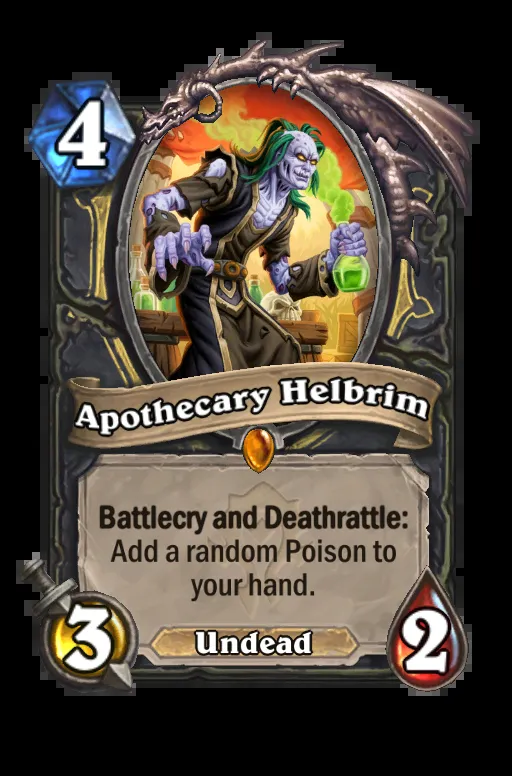 4
Apothecary Helbrim
Battlecry and Deathrattle:
Add a random Poison to
your hand.
3
Undead
2